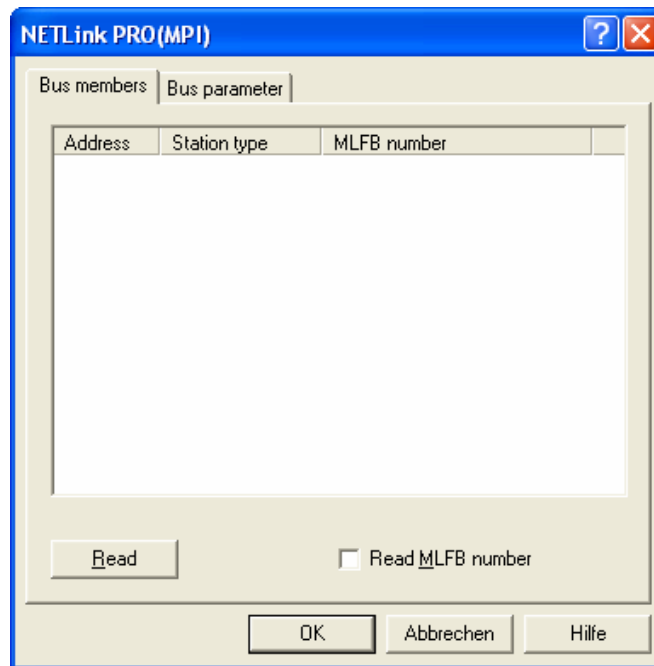 NETLink PRO(MPI)
Bus members Bus parameter
Address Station type MLFB number
Read Read MLFB number
OK Abbrechen Hilfe